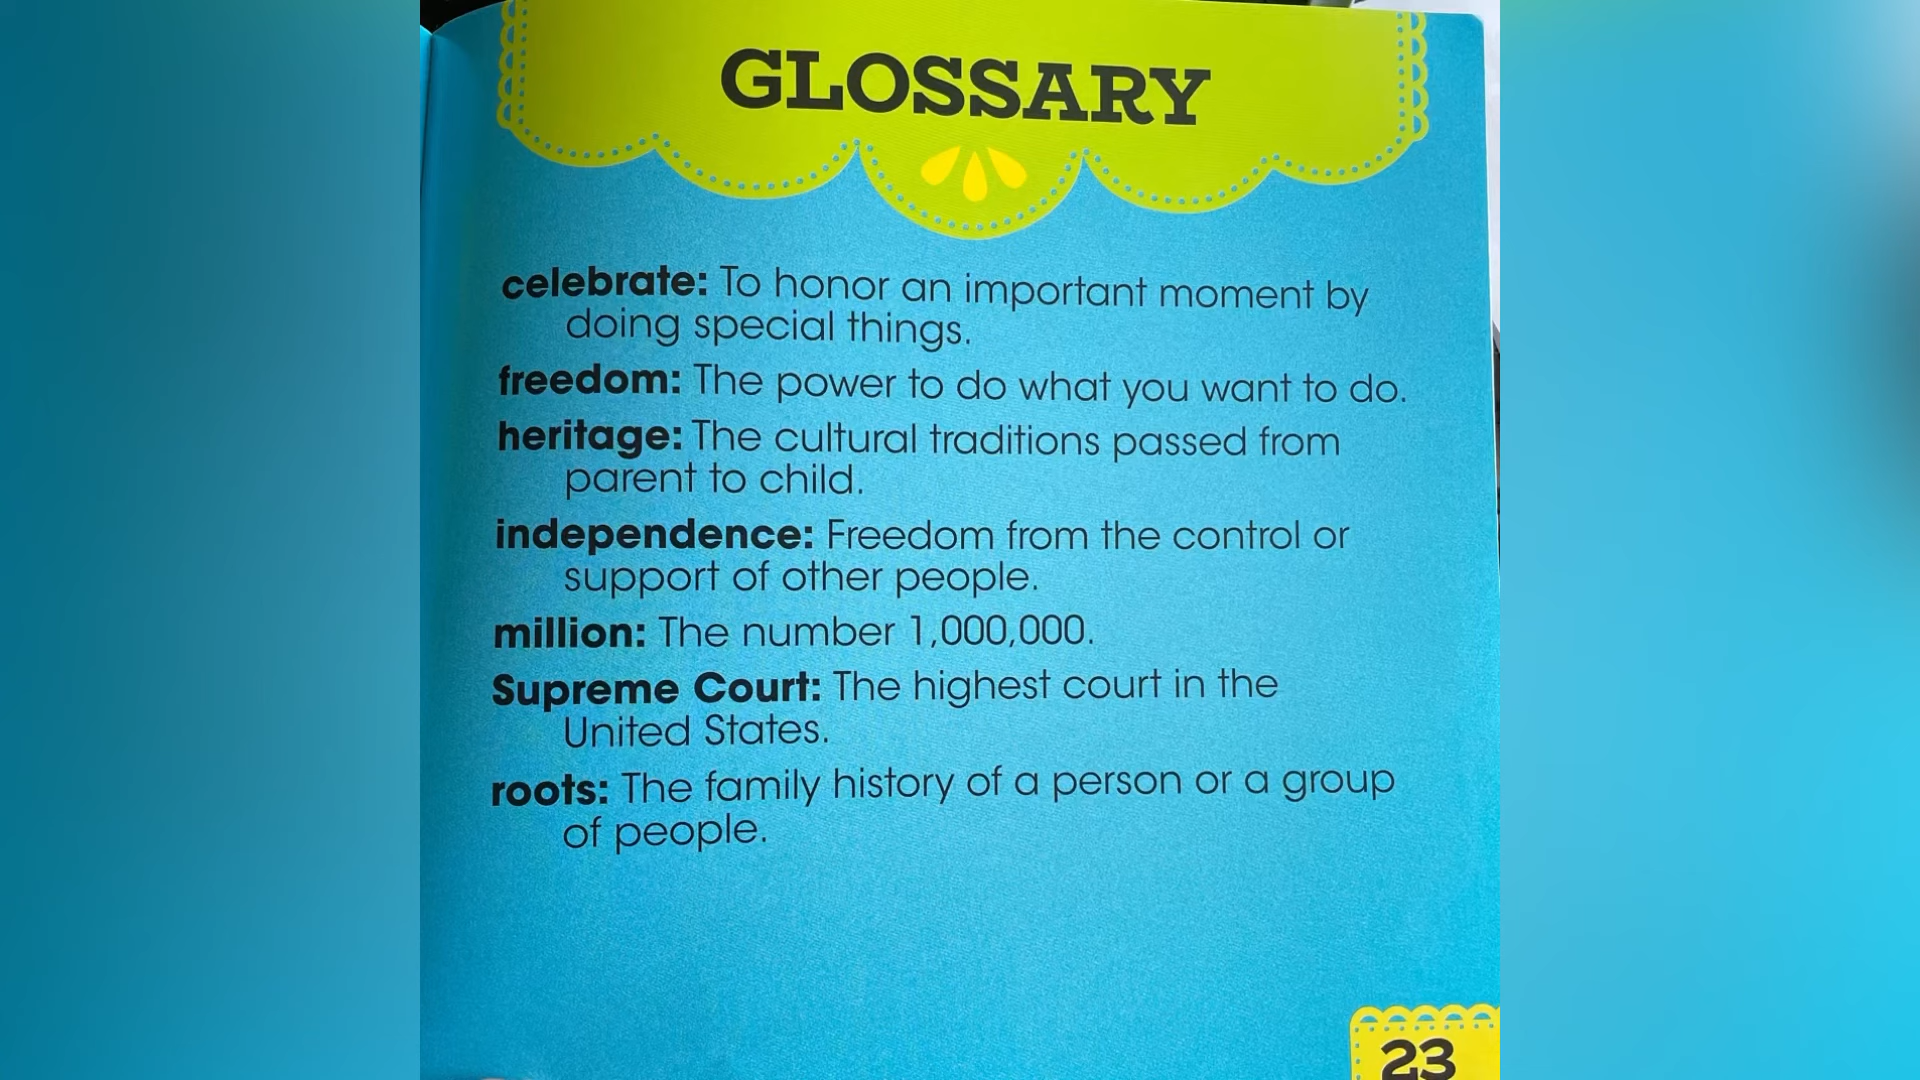 GLOSSARY
celebrate: To honor an important moment by
doing special things.
freedom: The power to do what you want to do.
heritage: The cultural traditions passed from
parent to child.
independence: Freedom from the control or
support of other people.
million: The number 1,000,000.
Supreme Court: The highest court in the
United States.
roots: The family history of a person or a group
of people.
23